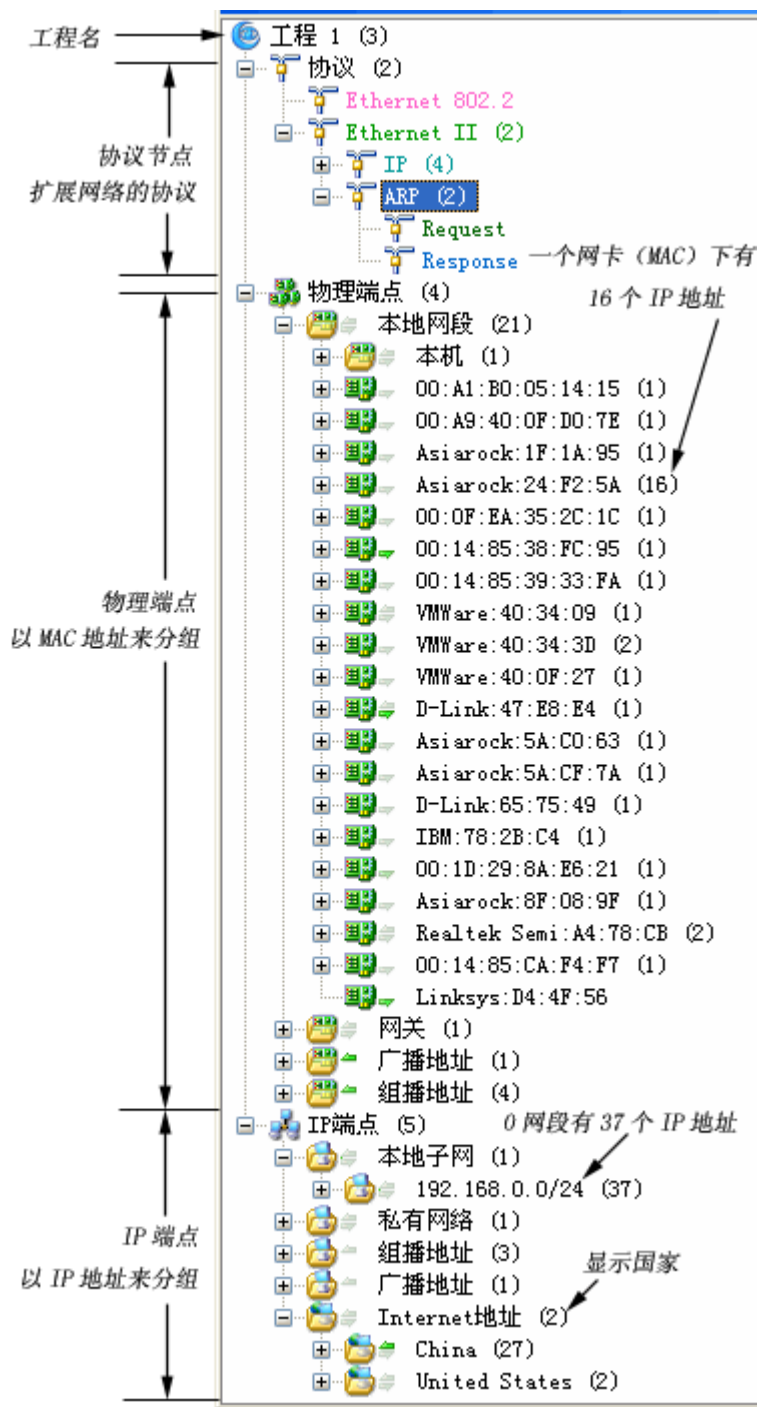 工程名
工程 1 (3)
协议 (2)
Ethernet 802.2
Ethernet II (2)
协议节点
扩展网络的协议
IP (4)
ARP (2)
Request
Response
一个网卡（MAC）下有
16 个 IP 地址
物理端点 (4)
本地网段 (21)
本机 (1)
00:A1:B0:05:14:15 (1)
00:A9:40:0F:D0:7E (1)
Asiarock:1F:1A:95 (1)
Asiarock:24:F2:5A (16)
00:0F:EA:35:2C:1C (1)
00:14:85:38:FC:95 (1)
00:14:85:39:33:FA (1)
物理端点
以 MAC 地址来分组
VMWare:40:34:09 (1)
VMWare:40:34:3D (2)
VMWare:40:0F:27 (1)
D-Link:47:E8:E4 (1)
Asiarock:5A:C0:63 (1)
Asiarock:5A:CF:7A (1)
D-Link:65:75:49 (1)
IBM:78:2B:C4 (1)
00:1D:29:8A:E6:21 (1)
Asiarock:8F:08:9F (1)
Realtek Semi:A4:78:CB (2)
00:14:85:CA:F4:F7 (1)
Linksys:D4:4F:56
网关 (1)
广播地址 (1)
组播地址 (4)
IP端点 (5)
0 网段有 37 个 IP 地址
本地子网 (1)
192.168.0.0/24 (37)
私有网络 (1)
IP 端点
以 IP 地址来分组
组播地址 (3)
显示国家
广播地址 (1)
Internet地址 (2)
China (27)
United States (2)